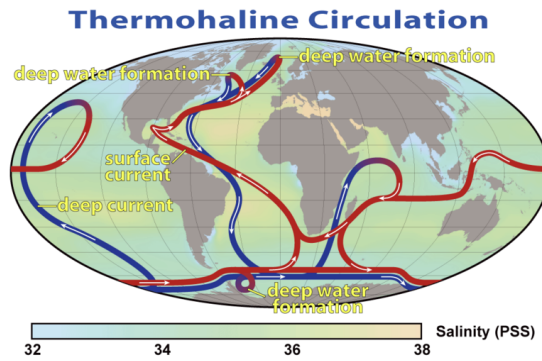 Thermohaline Circulation
deep water formation
deep water formation
surface
current
deep current
deep water
formation
Salinity (PSS)
32
34
36
38